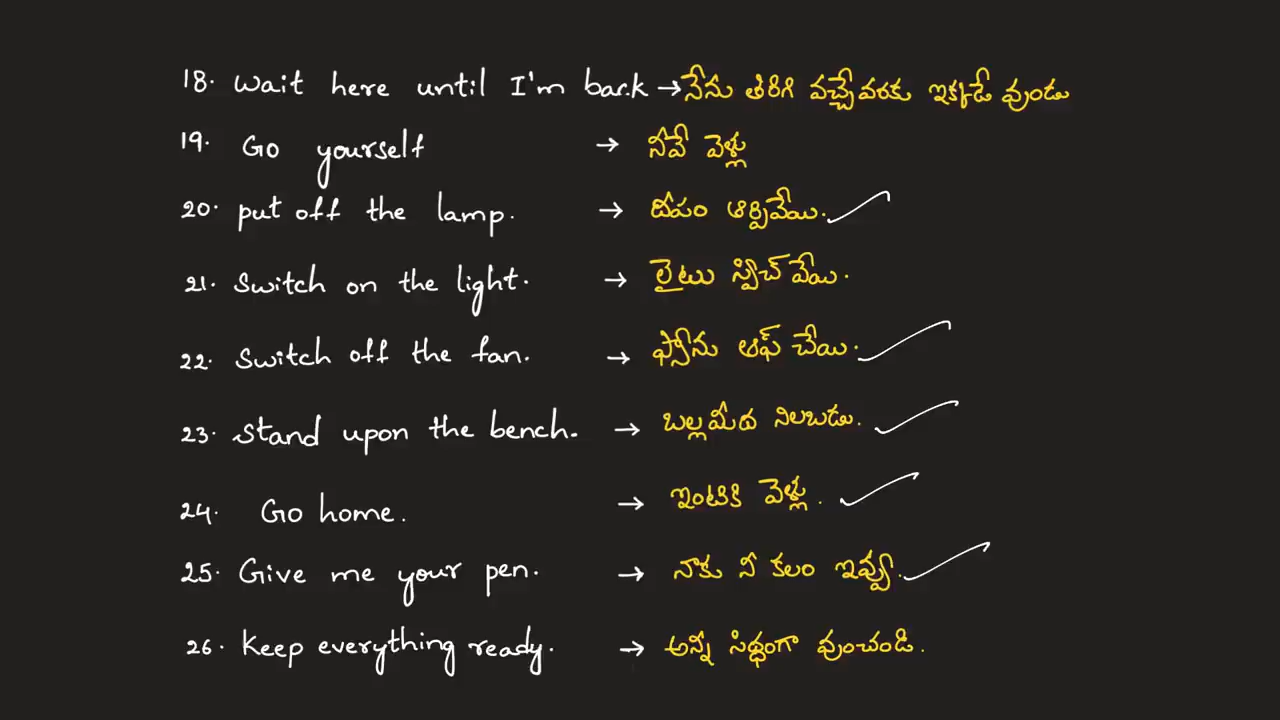 18. Wait here until I'm back → నేను తిరిగి వచ్చేవరకు ఇక్కడే వుండు
19. Go yourself → నీవే వెళ్లు
20. put off the lamp. → దీపం ఆర్పివేయి.
21. Switch on the light. → లైటు స్విచ్ వేయి.
22. Switch off the fan. → ఫ్యాను ఆఫ్ చేయి.
23. Stand upon the bench. → బల్లమీద నిలబడు.
24. Go home. → ఇంటికి వెళ్లు.
25. Give me your pen. → నాకు నీ కలం ఇవ్వు.
26. Keep everything ready. → అన్నీ సిద్ధంగా వుంచండి.